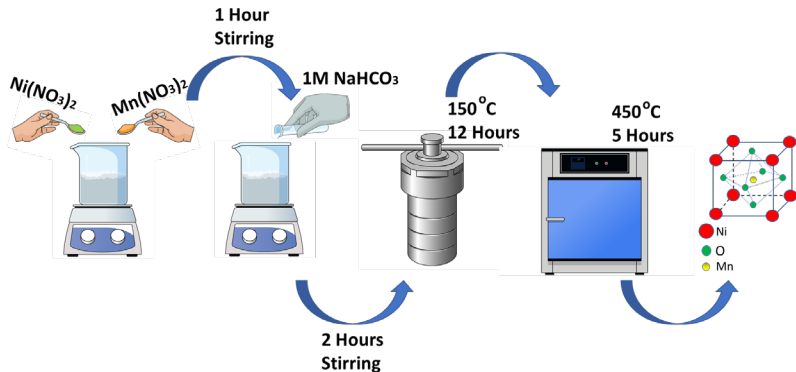 1 Hour
Stirring
Ni(NO₃)₂
Mn(NO₃)₂
1M NaHCO₃
150°C
12 Hours
450°C
5 Hours
Ni
O
Mn
2 Hours
Stirring